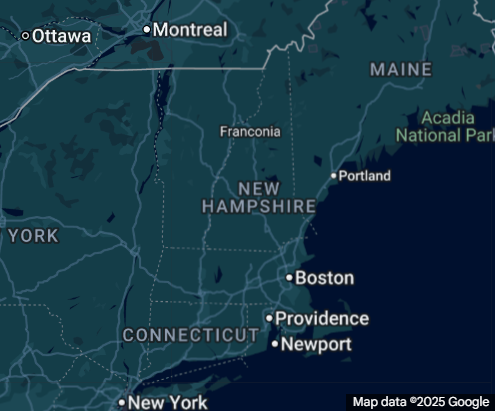 Ottawa
Montreal
MAINE
Acadia
National Park
Franconia
Portland
NEW
HAMPSHIRE
YORK
Boston
Providence
CONNECTICUT
Newport
New York
Map data ©2025 Google